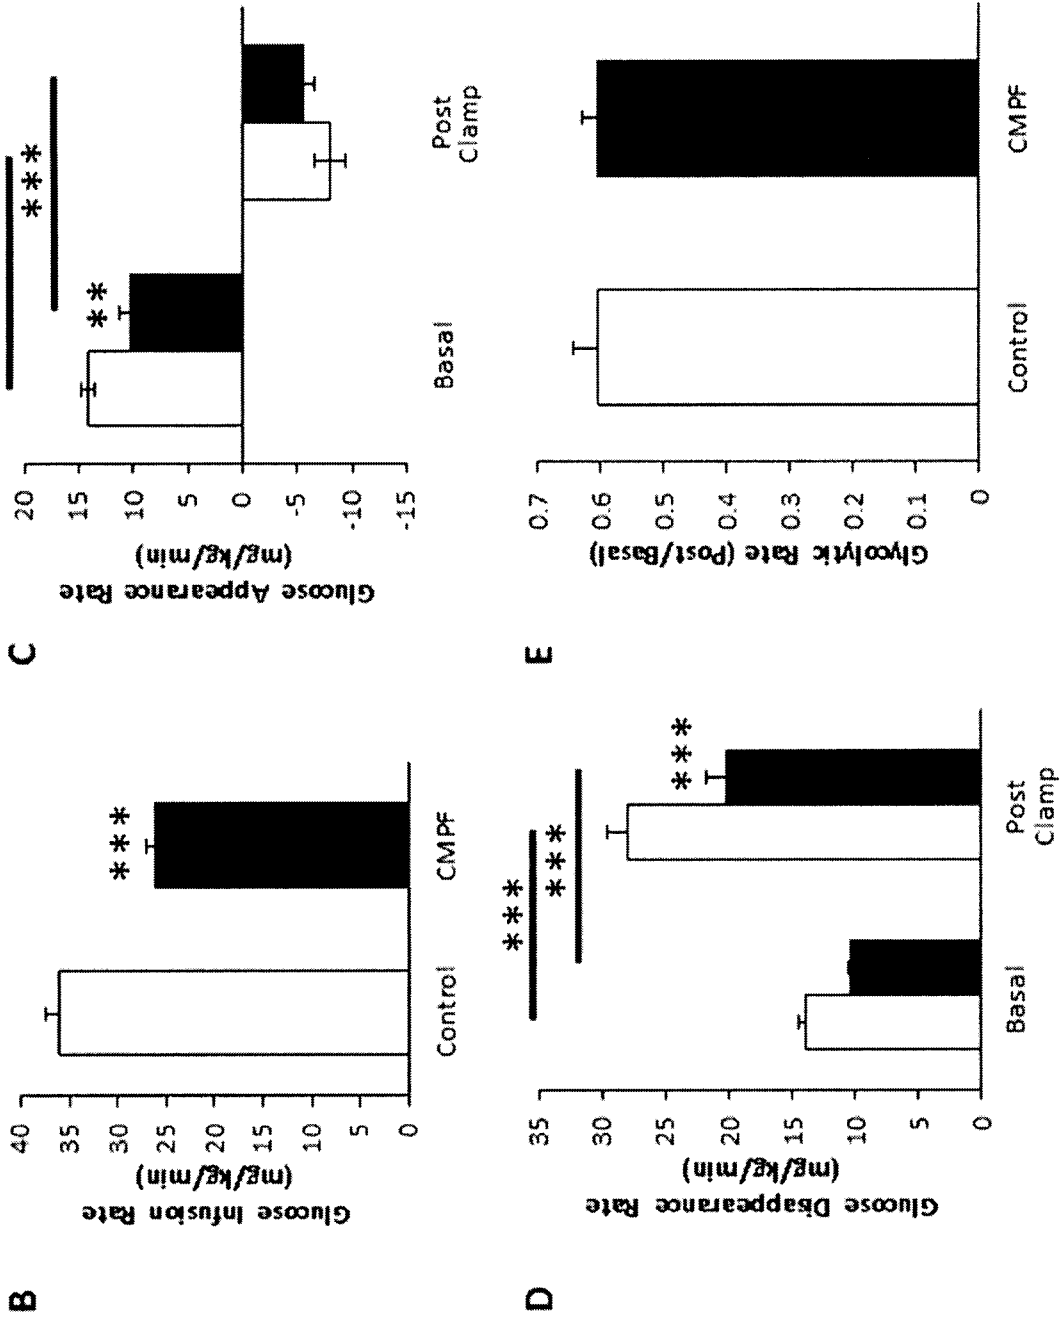 B
Glucose Infusion Rate
(mg/kg/min)
40
35
30
25
20
15
10
5
0
***
Control
CMPF
C
Glucose Appearance Rate
(mg/kg/min)
20
15
10
5
0
-5
-10
-15
***
**
Basal
Post
Clamp
D
Glucose Disappearance Rate
(mg/kg/min)
35
30
25
20
15
10
5
0
***
***
***
Basal
Post
Clamp
E
Glycolytic Rate (Post/Basal)
0.7
0.6
0.5
0.4
0.3
0.2
0.1
0
Control
CMPF